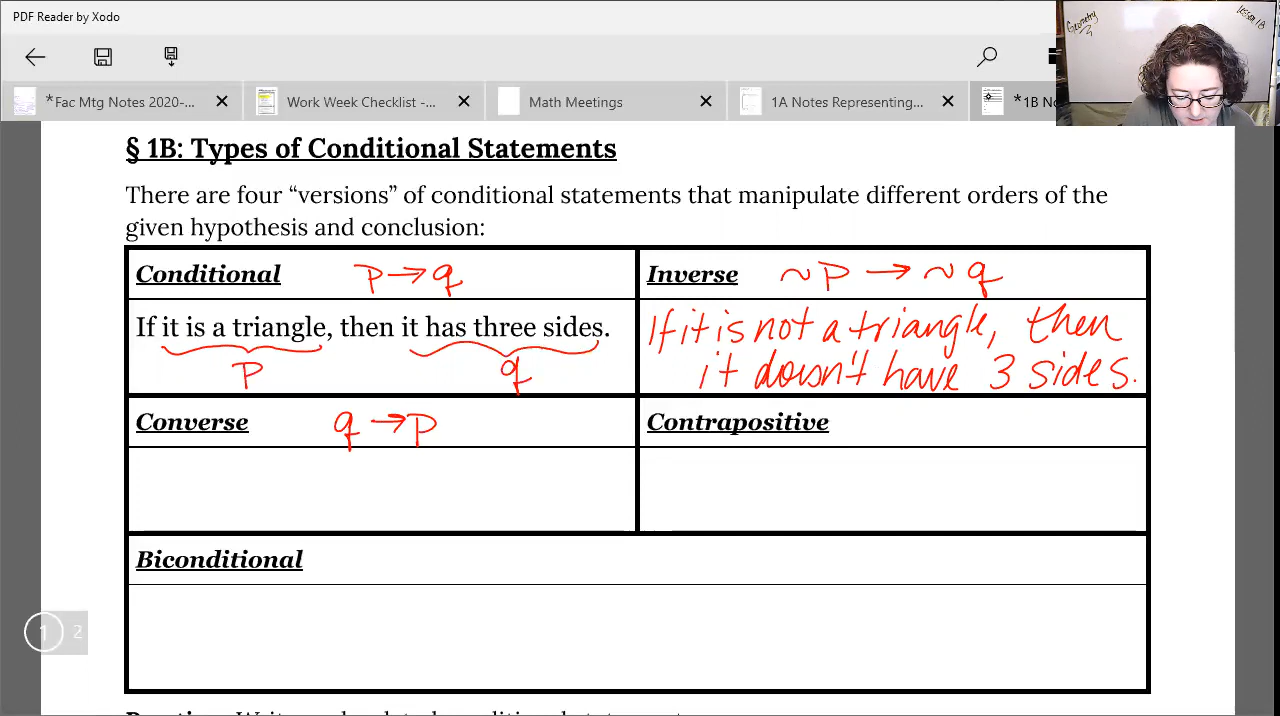 PDF Reader by Xodo
*Fac Mtg Notes 2020-...
Work Week Checklist -...
Math Meetings
1A Notes Representing...
*1B No
Geometry
Lesson 1B
§ 1B: Types of Conditional Statements
There are four “versions” of conditional statements that manipulate different orders of the
given hypothesis and conclusion:
Conditional p → q
If it is a triangle, then it has three sides.
p q
Inverse ~p → ~q
If it is not a triangle, then
it doesn't have 3 sides.
Converse q → p
Contrapositive
Biconditional
1 2